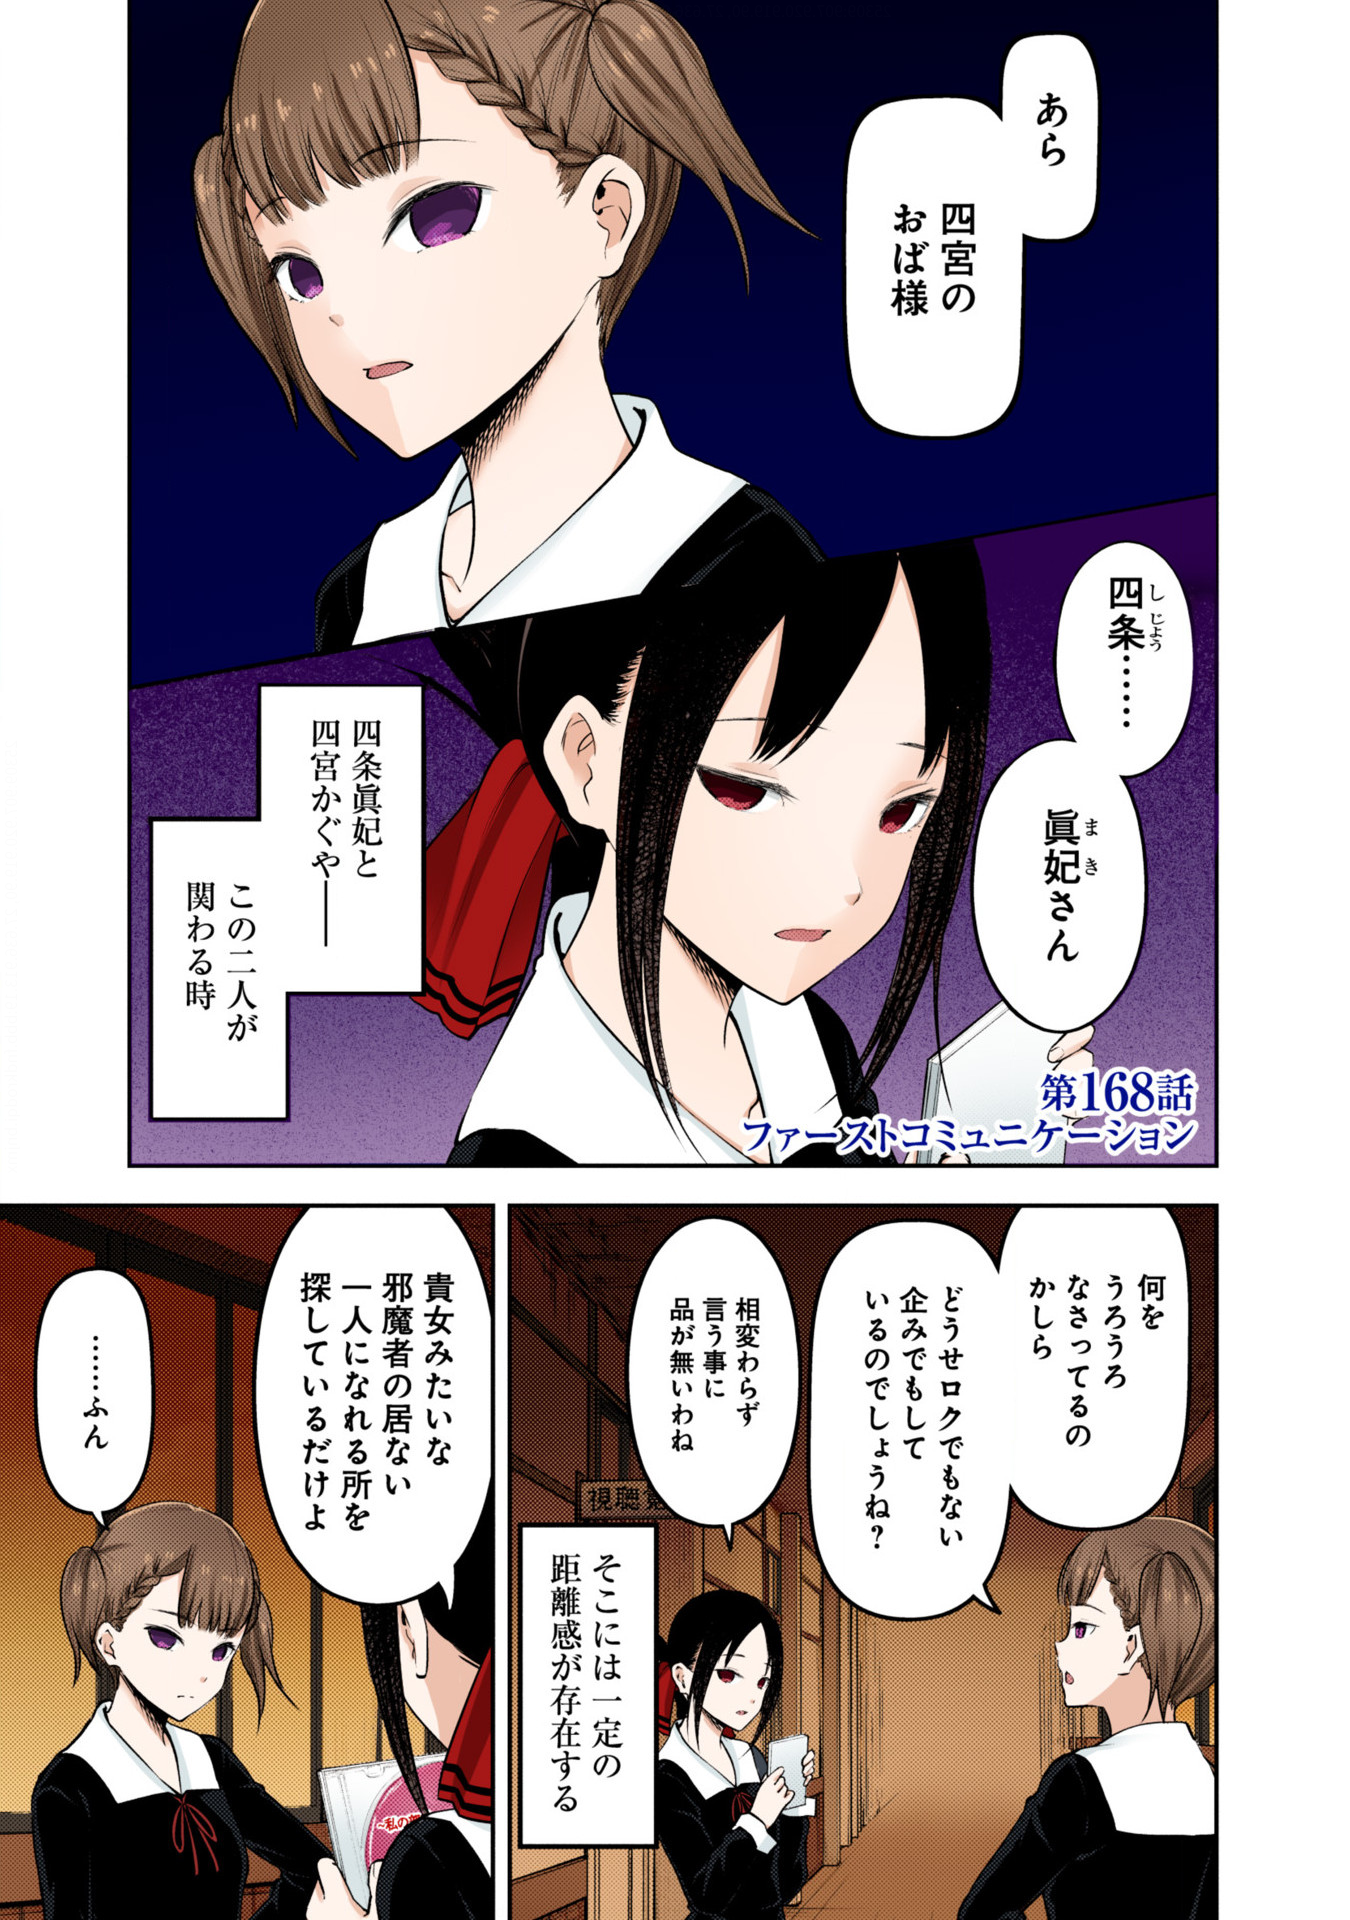 あら
四宮の
おば様
四条……
しじょう
眞妃さん
まき
四条眞妃と
四宮かぐや――
この二人が
関わる時
第168話
ファーストコミュニケーション
何を
うろうろ
なさってるの
かしら
どうせロクでもない
企みでもして
いるのでしょうね?
相変わらず
言う事に
品が無いわね
視聴覚
そこには一定の
距離感が存在する
貴女みたいな
邪魔者の居ない
一人になれる所を
探しているだけよ
~私の
……ふん